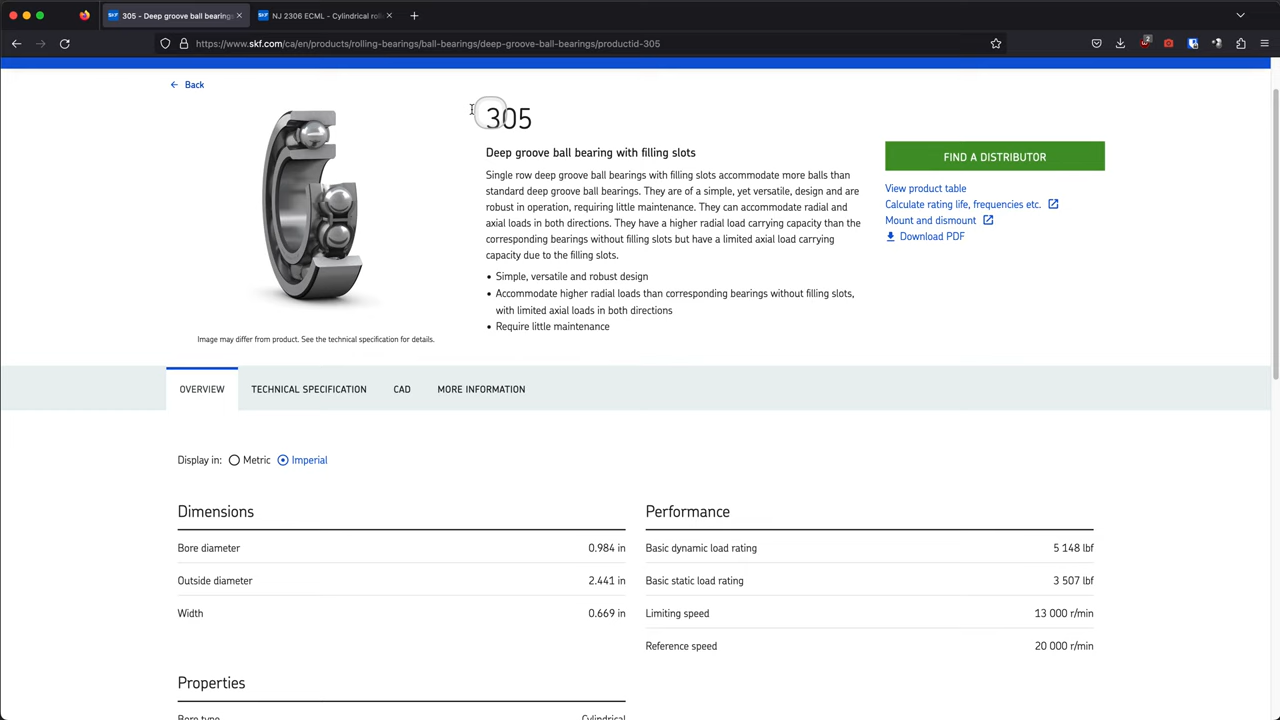 305 - Deep groove ball bearings
NJ 2306 ECML - Cylindrical roll
https://www.skf.com/ca/en/products/rolling-bearings/ball-bearings/deep-groove-ball-bearings/productid-305
2
Back
305
Deep groove ball bearing with filling slots
Single row deep groove ball bearings with filling slots accommodate more balls than
standard deep groove ball bearings. They are of a simple, yet versatile, design and are
robust in operation, requiring little maintenance. They can accommodate radial and
axial loads in both directions. They have a higher radial load carrying capacity than the
corresponding bearings without filling slots but have a limited axial load carrying
capacity due to the filling slots.
• Simple, versatile and robust design
• Accommodate higher radial loads than corresponding bearings without filling slots,
with limited axial loads in both directions
• Require little maintenance
FIND A DISTRIBUTOR
View product table
Calculate rating life, frequencies etc.
Mount and dismount
Download PDF
Image may differ from product. See the technical specification for details.
OVERVIEW TECHNICAL SPECIFICATION CAD MORE INFORMATION
Display in: Metric Imperial
Dimensions
Bore diameter 0.984 in
Outside diameter 2.441 in
Width 0.669 in
Performance
Basic dynamic load rating 5 148 lbf
Basic static load rating 3 507 lbf
Limiting speed 13 000 r/min
Reference speed 20 000 r/min
Properties
Bore type Cylindrical